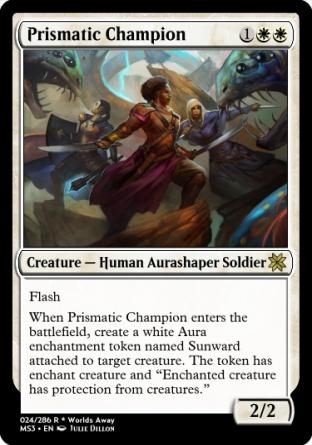 Prismatic Champion 1
Creature — Human Aurashaper Soldier
Flash
When Prismatic Champion enters the
battlefield, create a white Aura
enchantment token named Sunward
attached to target creature. The token has
enchant creature and “Enchanted creature
has protection from creatures.”
2/2
024/286 R * Worlds Away
MS3 • EN Julie Dillon